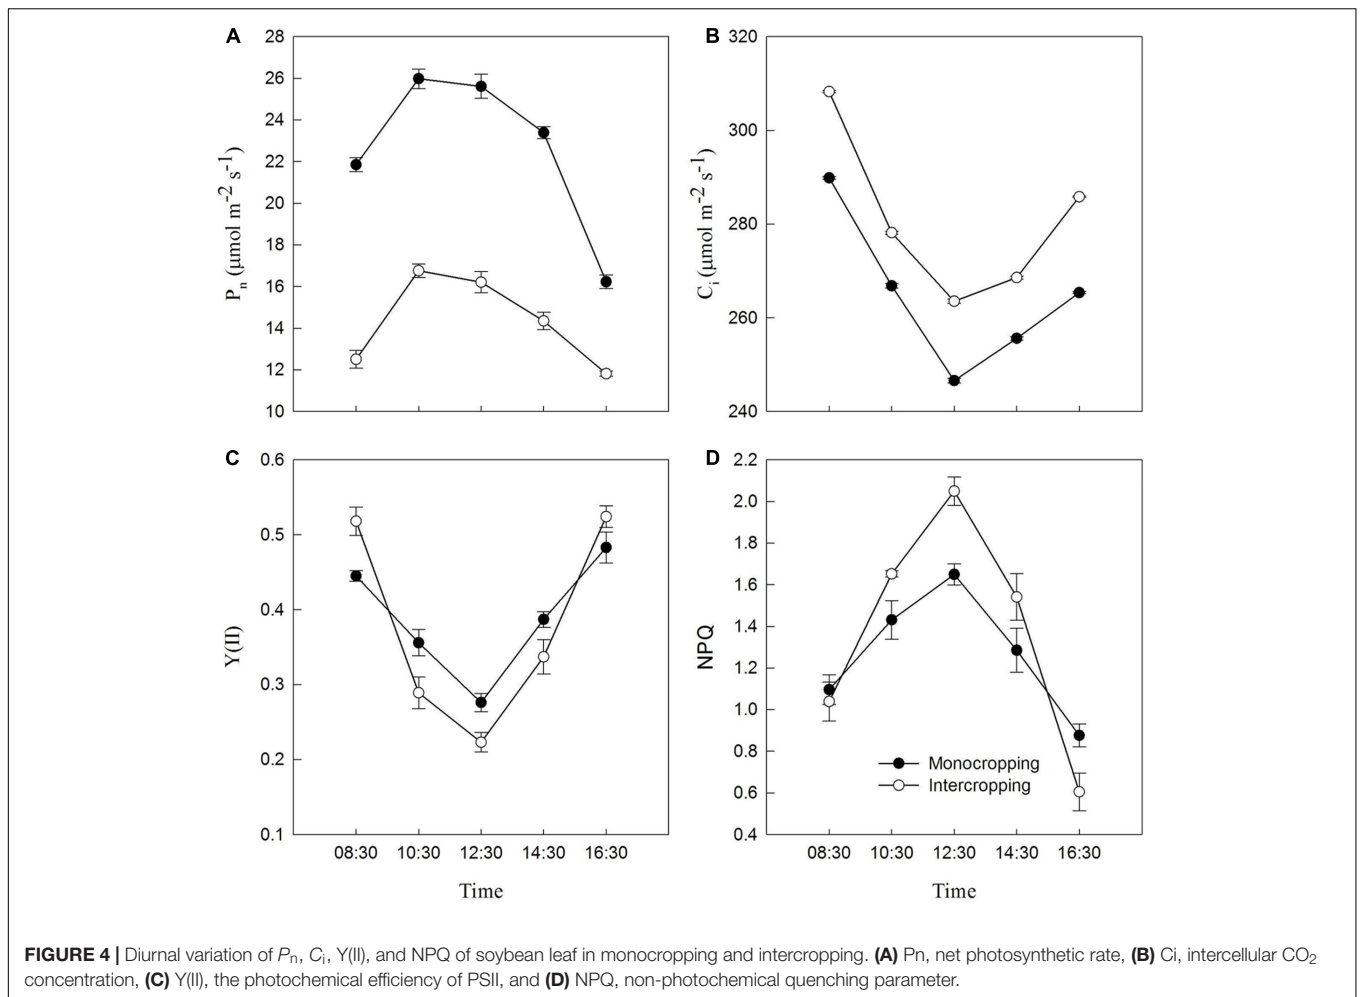 A
28
26
24
22
20
18
16
14
12
10
Pn (µmol m-2 s-1)
B
320
300
280
260
240
Ci (µmol m-2 s-1)
C
0.6
0.5
0.4
0.3
0.2
0.1
Y(II)
08:30 10:30 12:30 14:30 16:30
Time
D
2.2
2.0
1.8
1.6
1.4
1.2
1.0
0.8
0.6
0.4
NPQ
Monocropping
Intercropping
08:30 10:30 12:30 14:30 16:30
Time
FIGURE 4 | Diurnal variation of Pn, Ci, Y(II), and NPQ of soybean leaf in monocropping and intercropping. (A) Pn, net photosynthetic rate, (B) Ci, intercellular CO2
concentration, (C) Y(II), the photochemical efficiency of PSII, and (D) NPQ, non-photochemical quenching parameter.